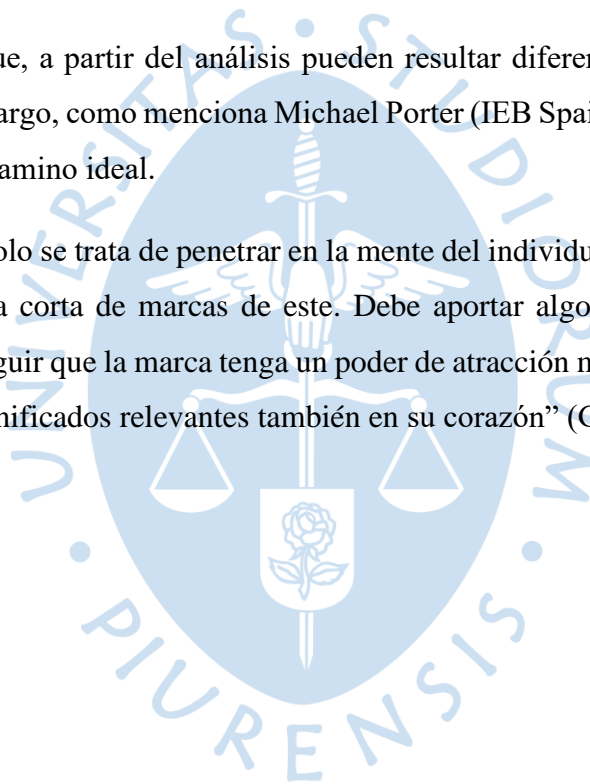 ue, a partir del análisis pueden resultar diferen
argo, como menciona Michael Porter (IEB Spai
amino ideal.
olo se trata de penetrar en la mente del individu
a corta de marcas de este. Debe aportar algo
guir que la marca tenga un poder de atracción
nificados relevantes también en su corazón” (
UNIVERSITAS • STUDIORUM • PIURENSIS •